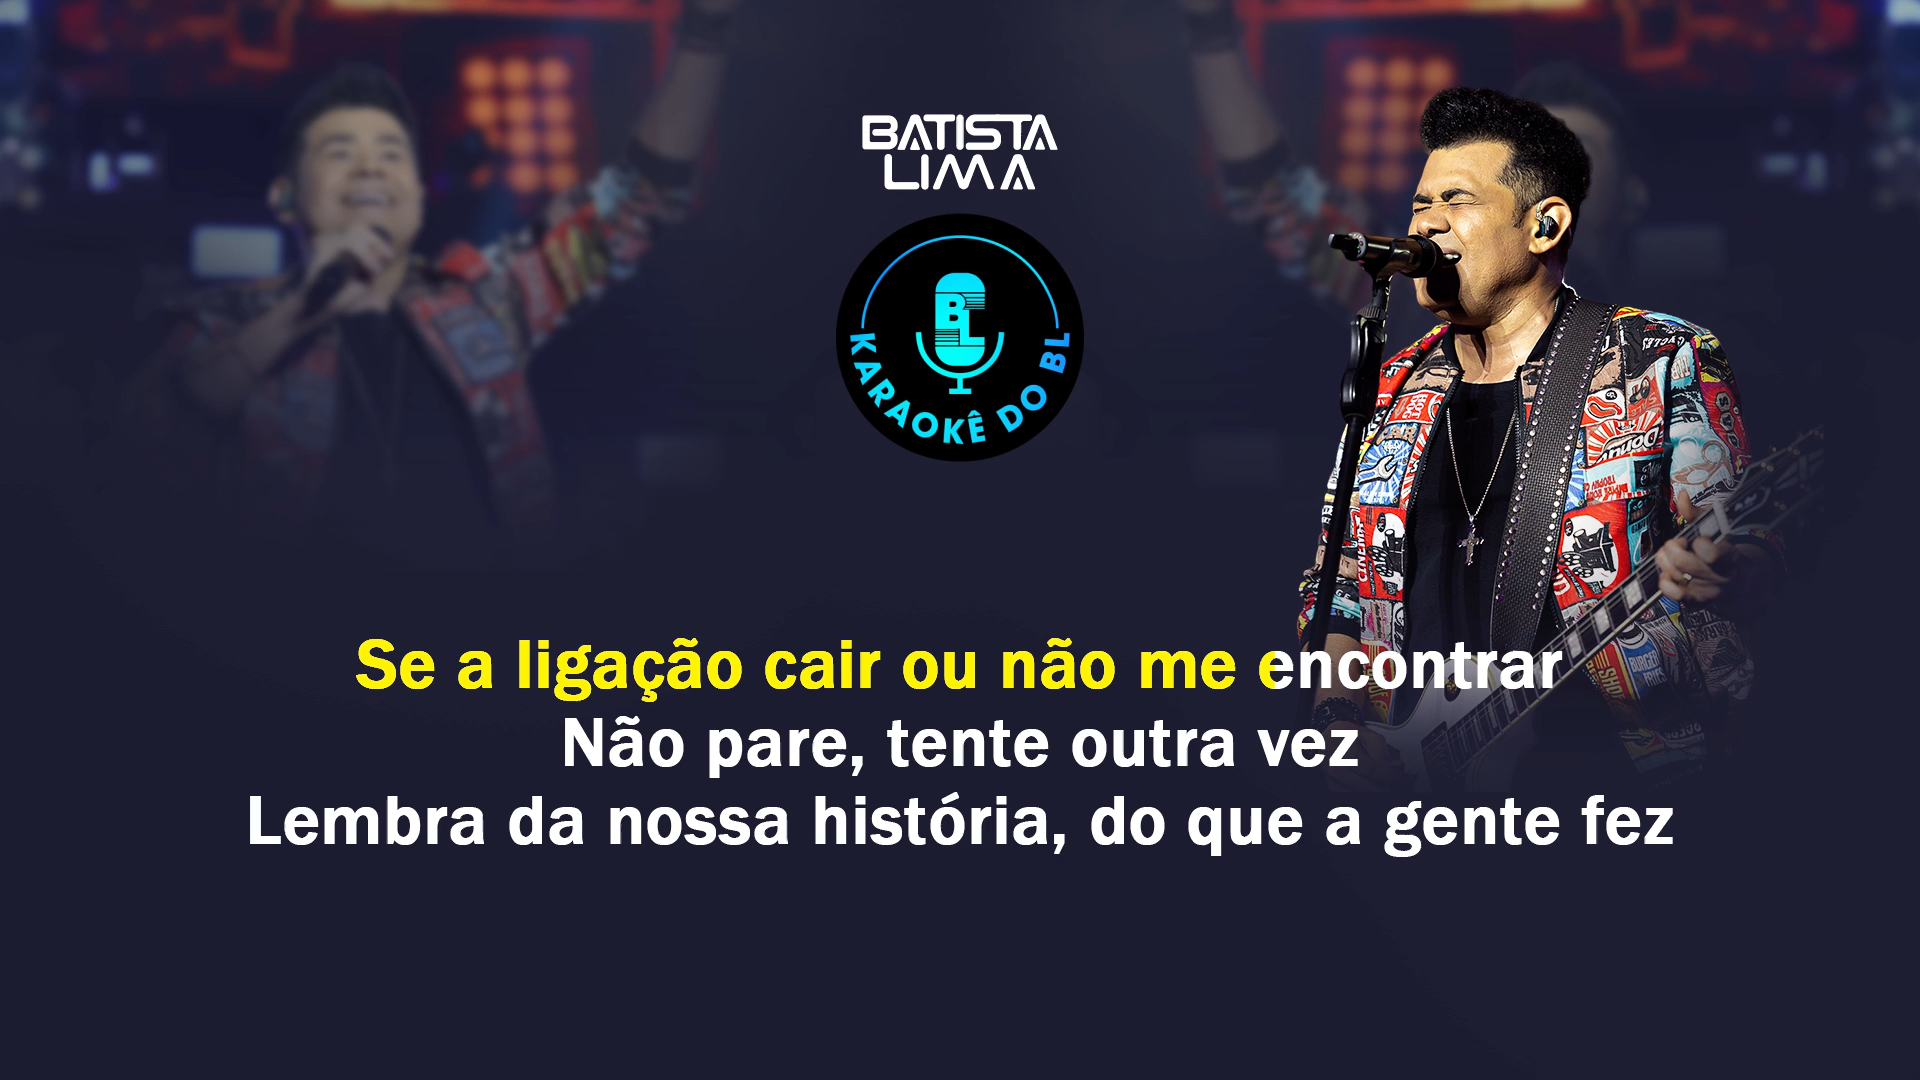 BATISTA
LIMA
BL
KARAOKÊ DO BL
Se a ligação cair ou não me encontrar
Não pare, tente outra vez
Lembra da nossa história, do que a gente fez